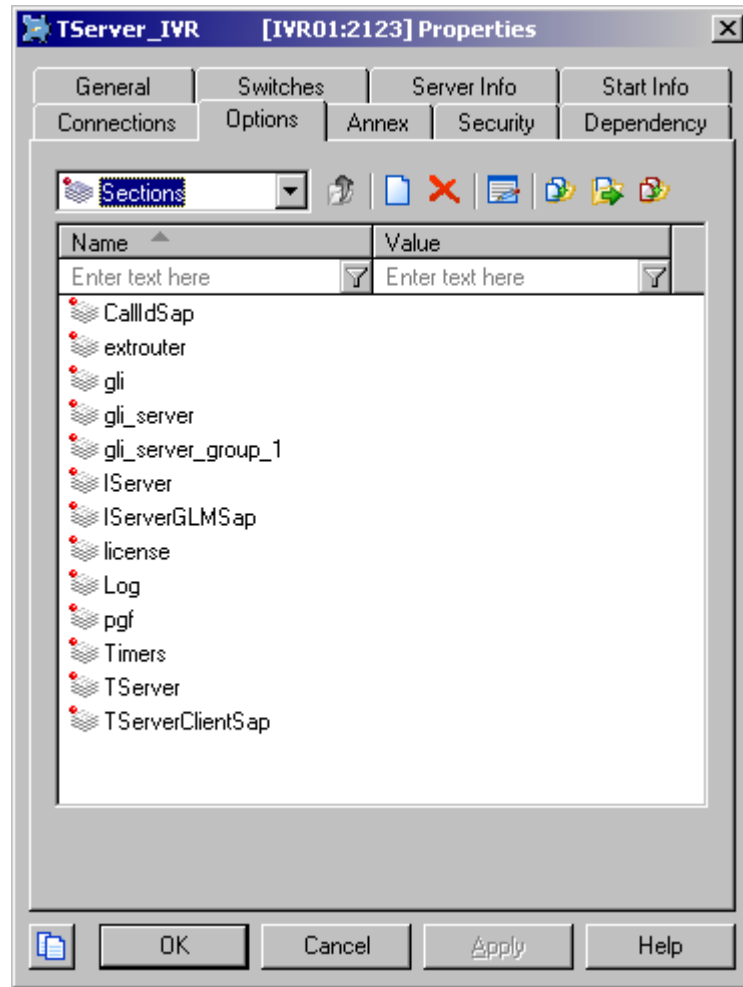 TServer_IVR [IVR01:2123] Properties
General Switches Server Info Start Info
Connections Options Annex Security Dependency
Sections
Name Value
Enter text here Enter text here
CallIdSap
extrouter
gli
gli_server
gli_server_group_1
IServer
IServerGLMSap
license
Log
pgf
Timers
TServer
TServerClientSap
OK Cancel Apply Help